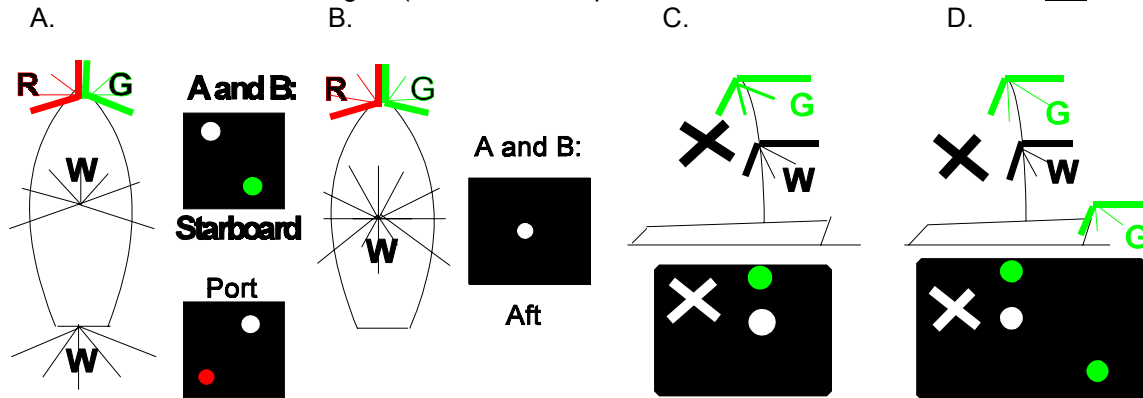 A. B. C. D.
R G A and B: R G G G
W A and B: W W
Starboard W G
Port
W Aft